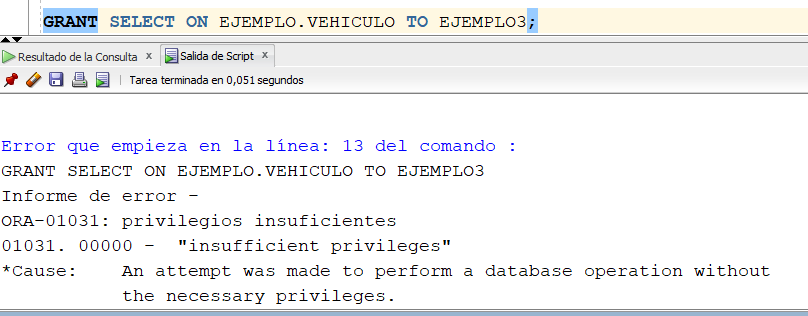 GRANT SELECT ON EJEMPLO.VEHICULO TO EJEMPLO3;
Resultado de la Consulta x Salida de Script x
Tarea terminada en 0,051 segundos
Error que empieza en la línea: 13 del comando :
GRANT SELECT ON EJEMPLO.VEHICULO TO EJEMPLO3
Informe de error -
ORA-01031: privilegios insuficientes
01031. 00000 - "insufficient privileges"
*Cause: An attempt was made to perform a database operation without
the necessary privileges.